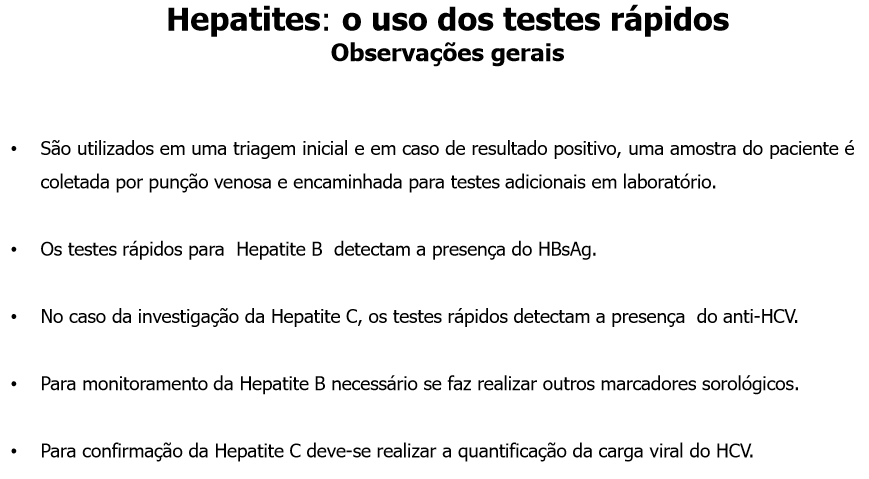 Hepatites: o uso dos testes rápidos
Observações gerais
• São utilizados em uma triagem inicial e em caso de resultado positivo, uma amostra do paciente é
coletada por punção venosa e encaminhada para testes adicionais em laboratório.
• Os testes rápidos para  Hepatite B  detectam a presença do HBsAg.
• No caso da investigação da Hepatite C, os testes rápidos detectam a presença  do anti-HCV.
• Para monitoramento da Hepatite B necessário se faz realizar outros marcadores sorológicos.
• Para confirmação da Hepatite C deve-se realizar a quantificação da carga viral do HCV.